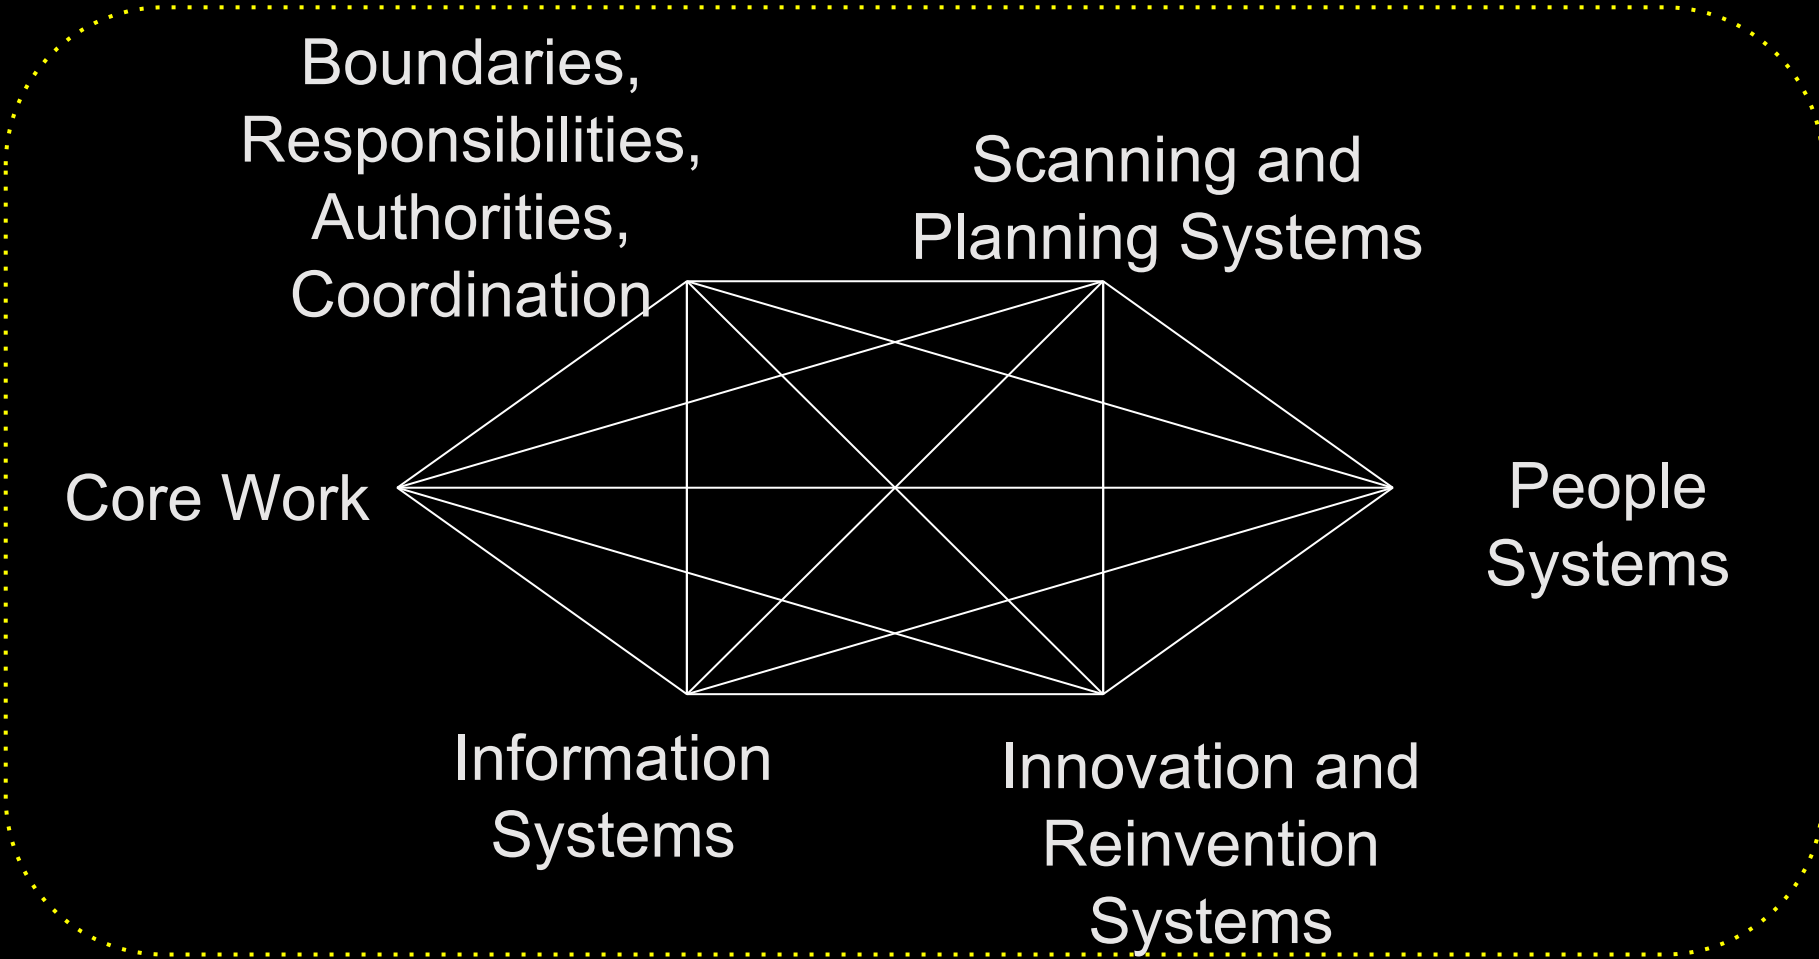 Boundaries,
Responsibilities,
Authorities,
Coordination
Scanning and
Planning Systems
Core Work
People
Systems
Information
Systems
Innovation and
Reinvention
Systems